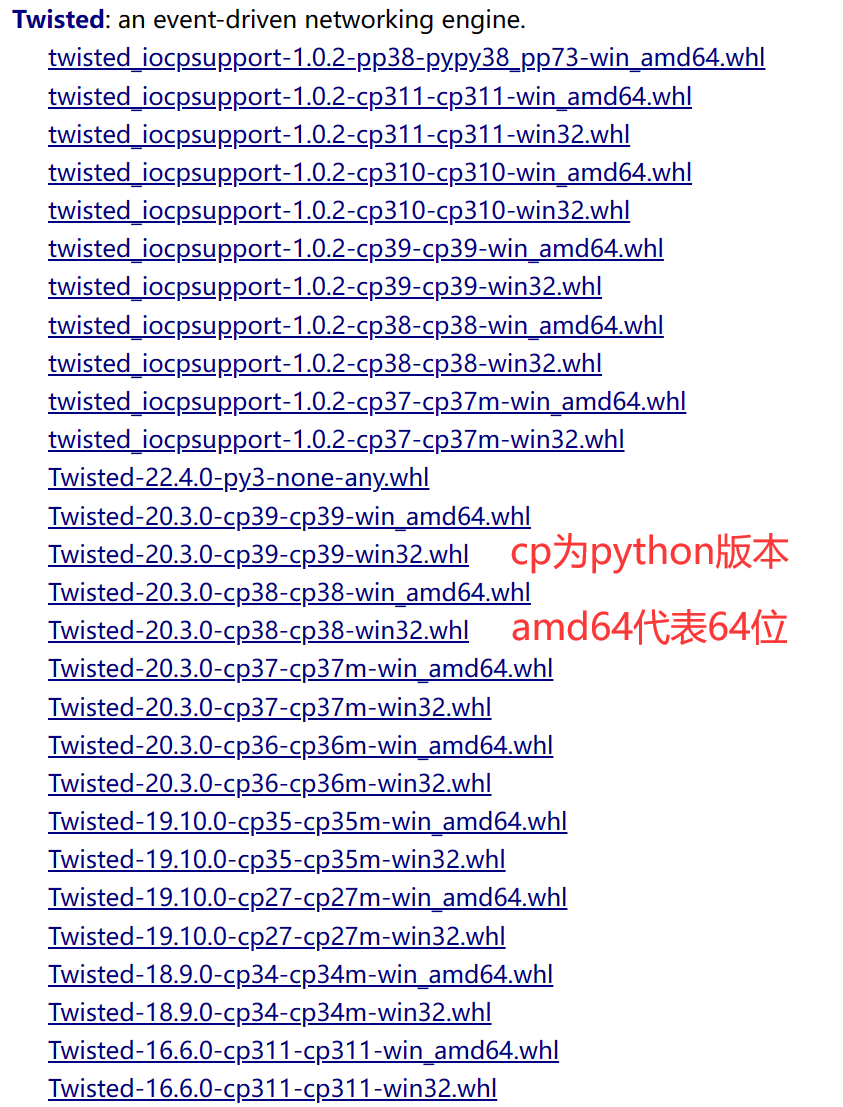 Twisted: an event-driven networking engine.
twisted_iocpsupport-1.0.2-pp38-pypy38_pp73-win_amd64.whl
twisted_iocpsupport-1.0.2-cp311-cp311-win_amd64.whl
twisted_iocpsupport-1.0.2-cp311-cp311-win32.whl
twisted_iocpsupport-1.0.2-cp310-cp310-win_amd64.whl
twisted_iocpsupport-1.0.2-cp310-cp310-win32.whl
twisted_iocpsupport-1.0.2-cp39-cp39-win_amd64.whl
twisted_iocpsupport-1.0.2-cp39-cp39-win32.whl
twisted_iocpsupport-1.0.2-cp38-cp38-win_amd64.whl
twisted_iocpsupport-1.0.2-cp38-cp38-win32.whl
twisted_iocpsupport-1.0.2-cp37-cp37m-win_amd64.whl
twisted_iocpsupport-1.0.2-cp37-cp37m-win32.whl
Twisted-22.4.0-py3-none-any.whl
Twisted-20.3.0-cp39-cp39-win_amd64.whl
Twisted-20.3.0-cp39-cp39-win32.whl
cp为python版本
Twisted-20.3.0-cp38-cp38-win_amd64.whl
Twisted-20.3.0-cp38-cp38-win32.whl
amd64代表64位
Twisted-20.3.0-cp37-cp37m-win_amd64.whl
Twisted-20.3.0-cp37-cp37m-win32.whl
Twisted-20.3.0-cp36-cp36m-win_amd64.whl
Twisted-20.3.0-cp36-cp36m-win32.whl
Twisted-19.10.0-cp35-cp35m-win_amd64.whl
Twisted-19.10.0-cp35-cp35m-win32.whl
Twisted-19.10.0-cp27-cp27m-win_amd64.whl
Twisted-19.10.0-cp27-cp27m-win32.whl
Twisted-18.9.0-cp34-cp34m-win_amd64.whl
Twisted-18.9.0-cp34-cp34m-win32.whl
Twisted-16.6.0-cp311-cp311-win_amd64.whl
Twisted-16.6.0-cp311-cp311-win32.whl